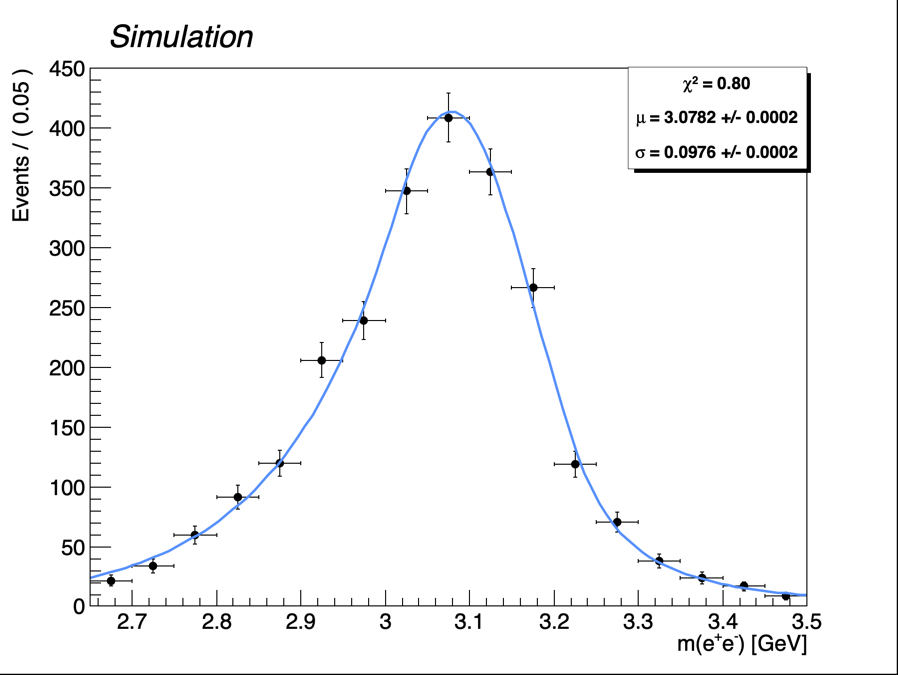 Simulation
χ² = 0.80
μ = 3.0782 +/- 0.0002
σ = 0.0976 +/- 0.0002
Events / ( 0.05 )
450
400
350
300
250
200
150
100
50
0
2.7 2.8 2.9 3 3.1 3.2 3.3 3.4 3.5
m(e⁺e⁻) [GeV]